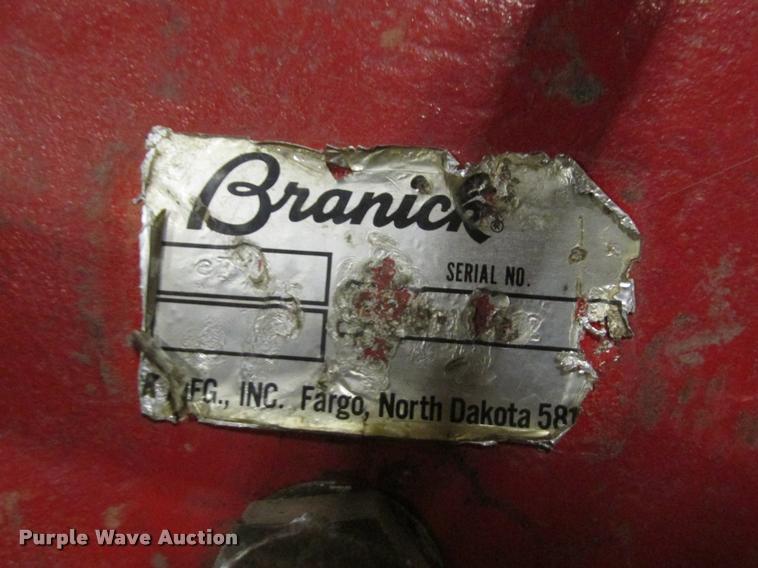 Branick®
SERIAL NO.
MFG., INC. Fargo, North Dakota 581
Purple Wave Auction®